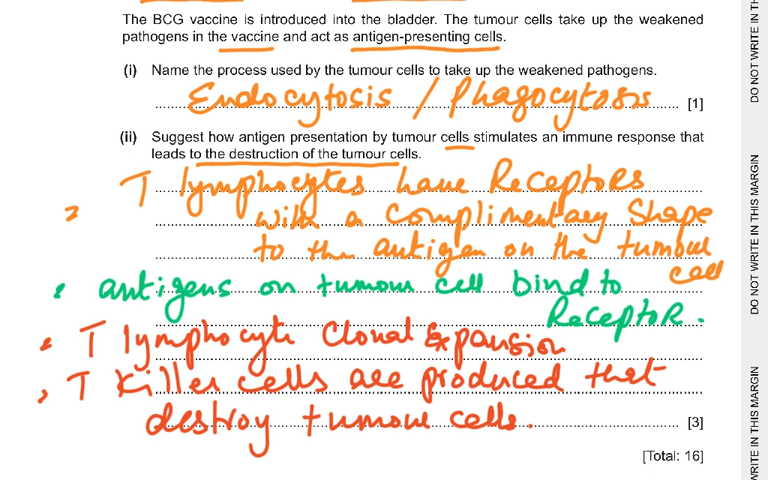 The BCG vaccine is introduced into the bladder. The tumour cells take up the weakened
pathogens in the vaccine and act as antigen-presenting cells.
(i) Name the process used by the tumour cells to take up the weakened pathogens.
Endocytosis / Phagocytosis [1]
(ii) Suggest how antigen presentation by tumour cells stimulates an immune response that
leads to the destruction of the tumour cells.
T lymphocytes have Receptors
with a Complimentary Shape
to the antigen on the tumour
cell
antigens on tumour cell bind to
Receptor.
T lymphocyte Clonal Expansion
T Killer cells are produced that
destroy tumour cells. [3]
[Total: 16]
DO NOT WRITE IN TH
DO NOT WRITE IN THIS MARGIN
WRITE IN THIS MARGIN